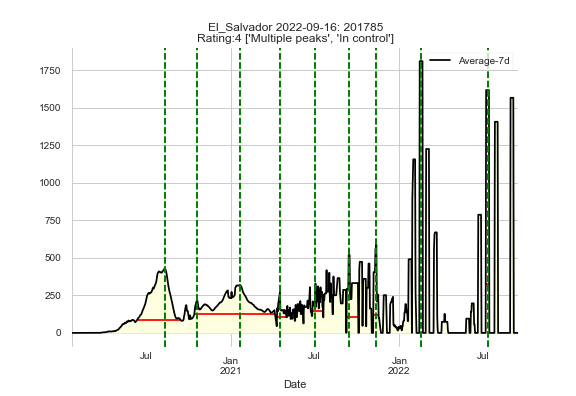 El_Salvador 2022-09-16: 201785
Rating:4 ['Multiple peaks', 'In control']
Average-7d
1750
1500
1250
1000
750
500
250
0
Jul
Jan
2021
Jul
Jan
2022
Jul
Date